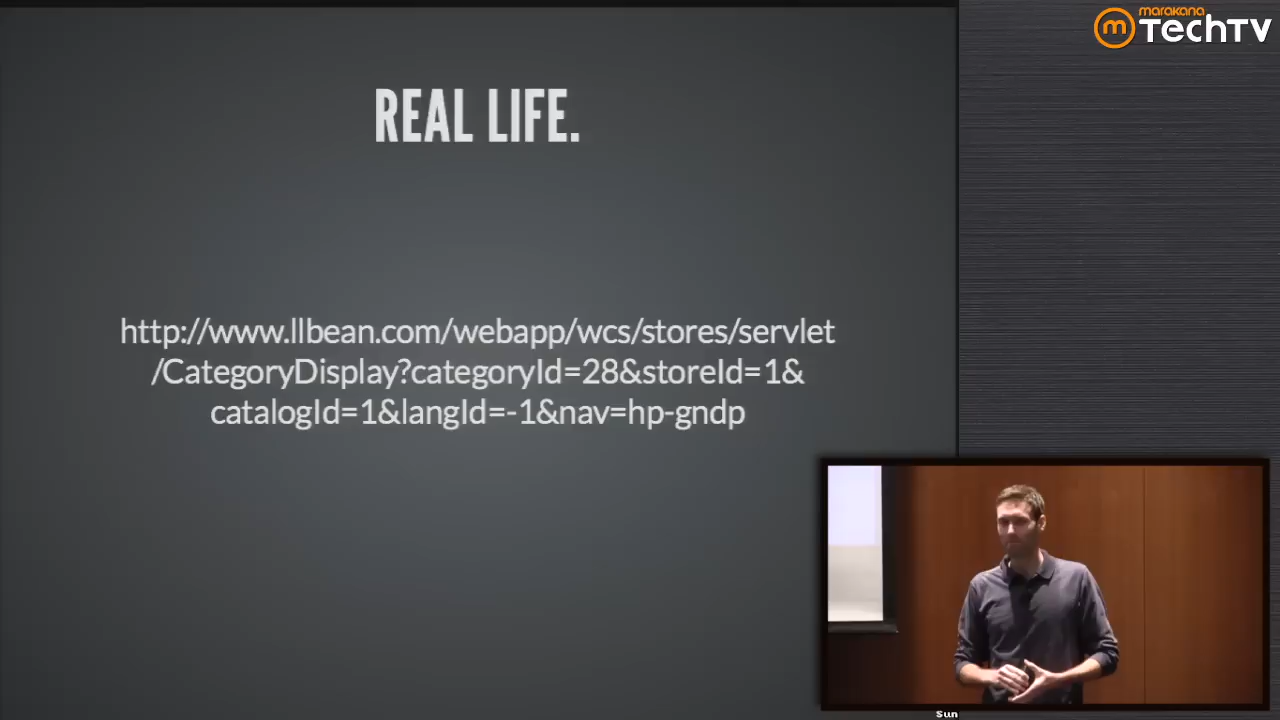 marakana
TechTV
REAL LIFE.
http://www.llbean.com/webapp/wcs/stores/servlet
/CategoryDisplay?categoryId=28&storeId=1&
catalogId=1&langId=-1&nav=hp-gndp
Sun